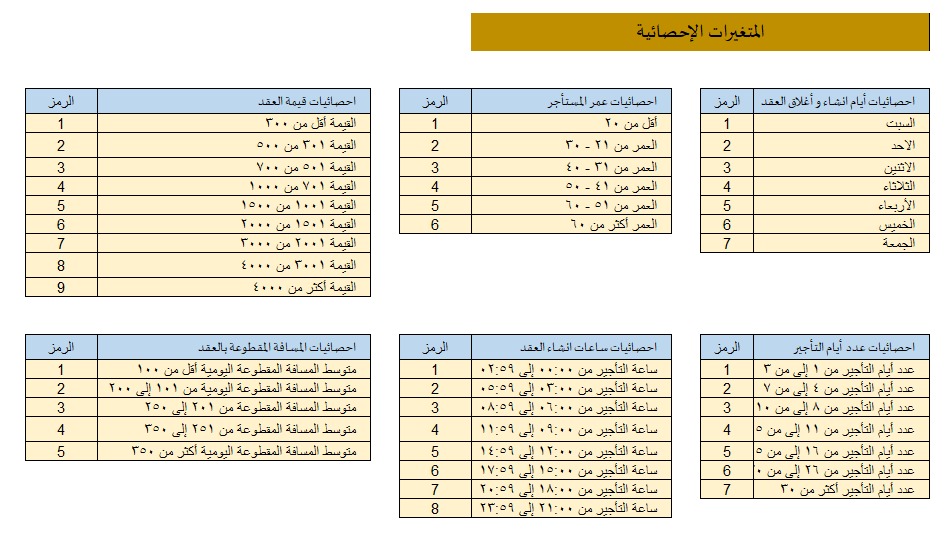 المتغيرات الإحصائية
احصائيات أيام انشاء و أغلاق العقد الرمز
السبت 1
الاحد 2
الاثنين 3
الثلاثاء 4
الأربعاء 5
الخميس 6
الجمعة 7
احصائيات عمر المستأجر الرمز
أقل من ٢٠ 1
العمر من ٢١ - ٣٠ 2
العمر من ٣١ - ٤٠ 3
العمر من ٤١ - ٥٠ 4
العمر من ٥١ - ٦٠ 5
العمر أكثر من ٦٠ 6
احصائيات قيمة العقد الرمز
القيمة أقل من ٣٠٠ 1
القيمة ٣٠١ من ٥٠٠ 2
القيمة ٥٠١ من ٧٠٠ 3
القيمة ٧٠١ من ١٠٠٠ 4
القيمة ١٠٠١ من ١٥٠٠ 5
القيمة ١٥٠١ من ٢٠٠٠ 6
القيمة ٢٠٠١ من ٣٠٠٠ 7
القيمة ٣٠٠١ من ٤٠٠٠ 8
القيمة أكثر من ٤٠٠٠ 9
احصائيات عدد أيام التأجير الرمز
عدد أيام التأجير من ١ إلى من ٣ 1
عدد أيام التأجير من ٤ إلى من ٧ 2
عدد أيام التأجير من ٨ إلى من ١٠ 3
عدد أيام التأجير من ١١ إلى من 4
عدد أيام التأجير من ١٦ إلى من 5
عدد أيام التأجير من ٢٦ إلى من 6
عدد أيام التأجير أكثر من ٣٠ 7
احصائيات ساعات انشاء العقد الرمز
ساعة التأجير من ٠٠:٠٠ إلى ٠٢:٥٩ 1
ساعة التأجير من ٠٣:٠٠ إلى ٠٥:٥٩ 2
ساعة التأجير من ٠٦:٠٠ إلى ٠٨:٥٩ 3
ساعة التأجير من ٠٩:٠٠ إلى ١١:٥٩ 4
ساعة التأجير من ١٢:٠٠ إلى ١٤:٥٩ 5
ساعة التأجير من ١٥:٠٠ إلى ١٧:٥٩ 6
ساعة التأجير من ١٨:٠٠ إلى ٢٠:٥٩ 7
ساعة التأجير من ٢١:٠٠ إلى ٢٣:٥٩ 8
احصائيات المسافة المقطوعة بالعقد الرمز
متوسط المسافة المقطوعة اليومية أقل من ١٠٠ 1
متوسط المسافة المقطوعة اليومية من ١٠١ إلى ٢٠٠ 2
متوسط المسافة المقطوعة من ٢٠١ إلى ٢٥٠ 3
متوسط المسافة المقطوعة من ٢٥١ إلى ٣٥٠ 4
متوسط المسافة المقطوعة اليومية أكثر من ٣٥٠ 5